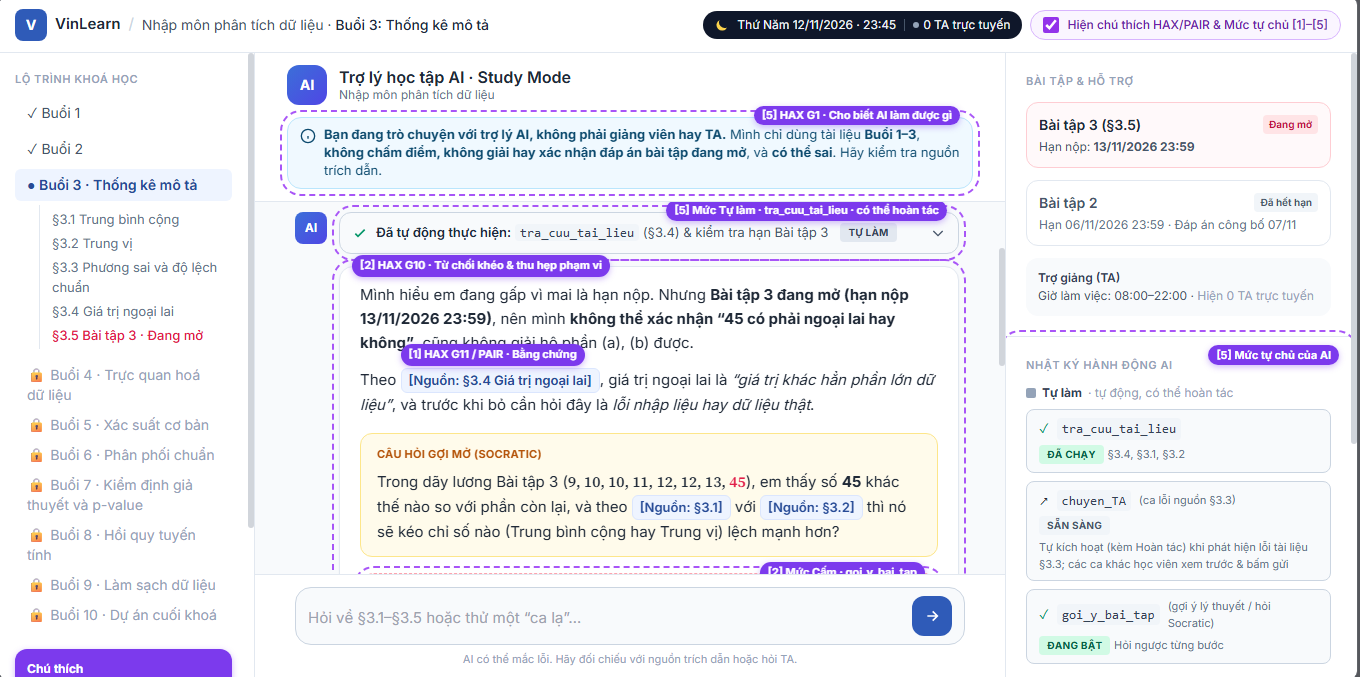 V VinLearn / Nhập môn phân tích dữ liệu · Buổi 3: Thống kê mô tả
Thứ Năm 12/11/2026 · 23:45 0 TA trực tuyến
Hiện chú thích HAX/PAIR & Mức tự chủ [1]–[5]
LỘ TRÌNH KHOÁ HỌC
✓ Buổi 1
✓ Buổi 2
● Buổi 3 · Thống kê mô tả
§3.1 Trung bình cộng
§3.2 Trung vị
§3.3 Phương sai và độ lệch
chuẩn
§3.4 Giá trị ngoại lai
§3.5 Bài tập 3 · Đang mở
Buổi 4 · Trực quan hoá
dữ liệu
Buổi 5 · Xác suất cơ bản
Buổi 6 · Phân phối chuẩn
Buổi 7 · Kiểm định giả
thuyết và p-value
Buổi 8 · Hồi quy tuyến
tính
Buổi 9 · Làm sạch dữ liệu
Buổi 10 · Dự án cuối khoá
Chú thích
AI Trợ lý học tập AI · Study Mode
Nhập môn phân tích dữ liệu
[5] HAX G1 · Cho biết AI làm được gì
Bạn đang trò chuyện với trợ lý AI, không phải giảng viên hay TA. Mình chỉ dùng tài liệu Buổi 1–3,
không chấm điểm, không giải hay xác nhận đáp án bài tập đang mở, và có thể sai. Hãy kiểm tra nguồn
trích dẫn.
[5] Mức Tự làm · tra_cuu_tai_lieu · có thể hoàn tác
AI
✓ Đã tự động thực hiện: tra_cuu_tai_lieu (§3.4) & kiểm tra hạn Bài tập 3 TỰ LÀM
[2] HAX G10 · Từ chối khéo & thu hẹp phạm vi
Mình hiểu em đang gấp vì mai là hạn nộp. Nhưng Bài tập 3 đang mở (hạn nộp
13/11/2026 23:59), nên mình không thể xác nhận “45 có phải ngoại lai hay
không”, cũng không giải hộ phần (a), (b) được.
[1] HAX G11 / PAIR · Bằng chứng
Theo [Nguồn: §3.4 Giá trị ngoại lai], giá trị ngoại lai là “giá trị khác hẳn phần lớn dữ
liệu”, và trước khi bỏ cần hỏi đây là lỗi nhập liệu hay dữ liệu thật.
CÂU HỎI GỢI MỞ (SOCRATIC)
Trong dãy lương Bài tập 3 (9, 10, 10, 11, 12, 12, 13, 45), em thấy số 45 khác
thế nào so với phần còn lại, và theo [Nguồn: §3.1] với [Nguồn: §3.2] thì nó
sẽ kéo chỉ số nào (Trung bình cộng hay Trung vị) lệch mạnh hơn?
[2] Mức Cấm · goi_y_bai_tap
Hỏi về §3.1–§3.5 hoặc thử một “ca lạ”...
AI có thể mắc lỗi. Hãy đối chiếu với nguồn trích dẫn hoặc hỏi TA.
BÀI TẬP & HỖ TRỢ
Bài tập 3 (§3.5) Đang mở
Hạn nộp: 13/11/2026 23:59
Bài tập 2 Đã hết hạn
Hạn 06/11/2026 23:59 · Đáp án công bố 07/11
Trợ giảng (TA)
Giờ làm việc: 08:00–22:00 · Hiện 0 TA trực tuyến
[5] Mức tự chủ của AI
NHẬT KÝ HÀNH ĐỘNG AI
Tự làm · tự động, có thể hoàn tác
✓ tra_cuu_tai_lieu
ĐÃ CHẠY §3.4, §3.1, §3.2
↗ chuyen_TA (ca lỗi nguồn §3.3)
SẴN SÀNG
Tự kích hoạt (kèm Hoàn tác) khi phát hiện lỗi tài liệu
§3.3; các ca khác học viên xem trước & bấm gửi
✓ goi_y_bai_tap (gợi ý lý thuyết / hỏi
Socratic)
ĐANG BẬT Hỏi ngược từng bước